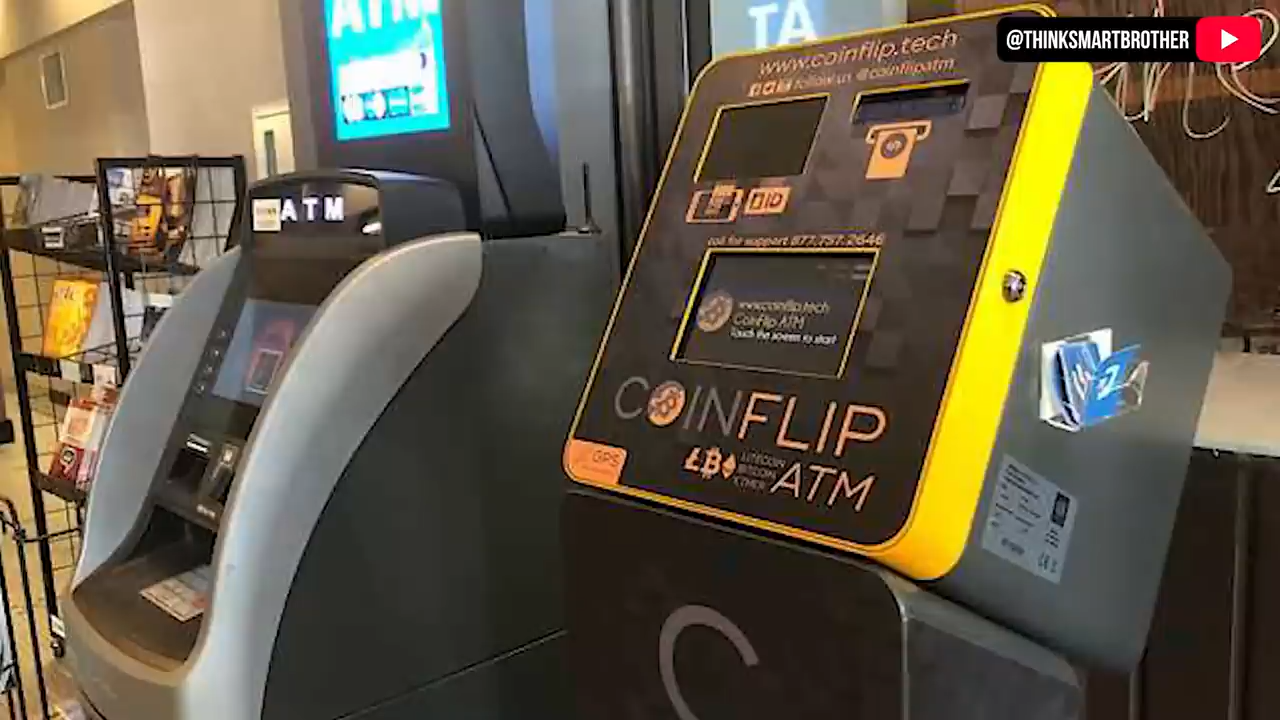 @THINKSMARTBROTHER
ATM
TA
www.coinflip.tech
follow us @coinflipatm
ATM
ID
call for support 877.757.2646
www.coinflip.tech
CoinFlip ATM
Touch the screen to start
COINFLIP
GPS
LITECOIN
BITCOIN
ETHER
ATM